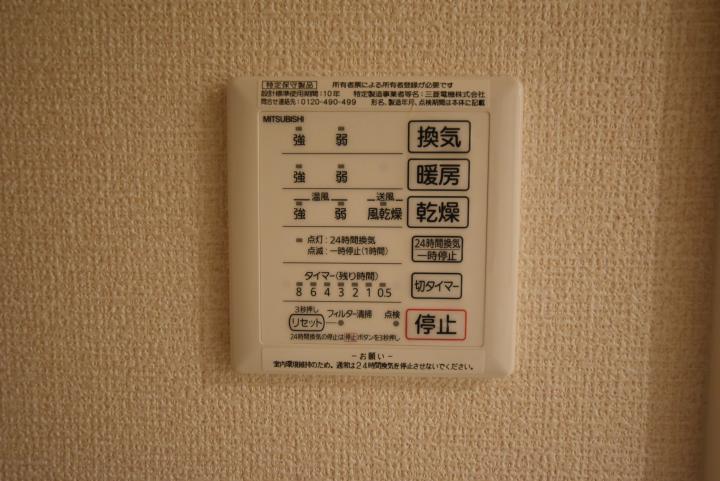 特定保守製品 所有者票による所有者登録が必要です
設計標準使用期間:10年 特定製造事業者等名:三菱電機株式会社
問合せ連絡先:0120-490-499 形名、製造年月、点検期間は本体に記載
MITSUBISHI
強 弱 換気
強 弱 暖房
温風 送風
強 弱 風乾燥 乾燥
点灯:24時間換気
点滅:一時停止(1時間)
24時間換気
一時停止
タイマー(残り時間)
8 6 4 3 2 1 0.5
切タイマー
3秒押し
リセット フィルター清掃 点検
停止
24時間換気の停止は停止ボタンを3秒押し
-お願い-
室内環境維持のため、通常は24時間換気を停止させないでください。